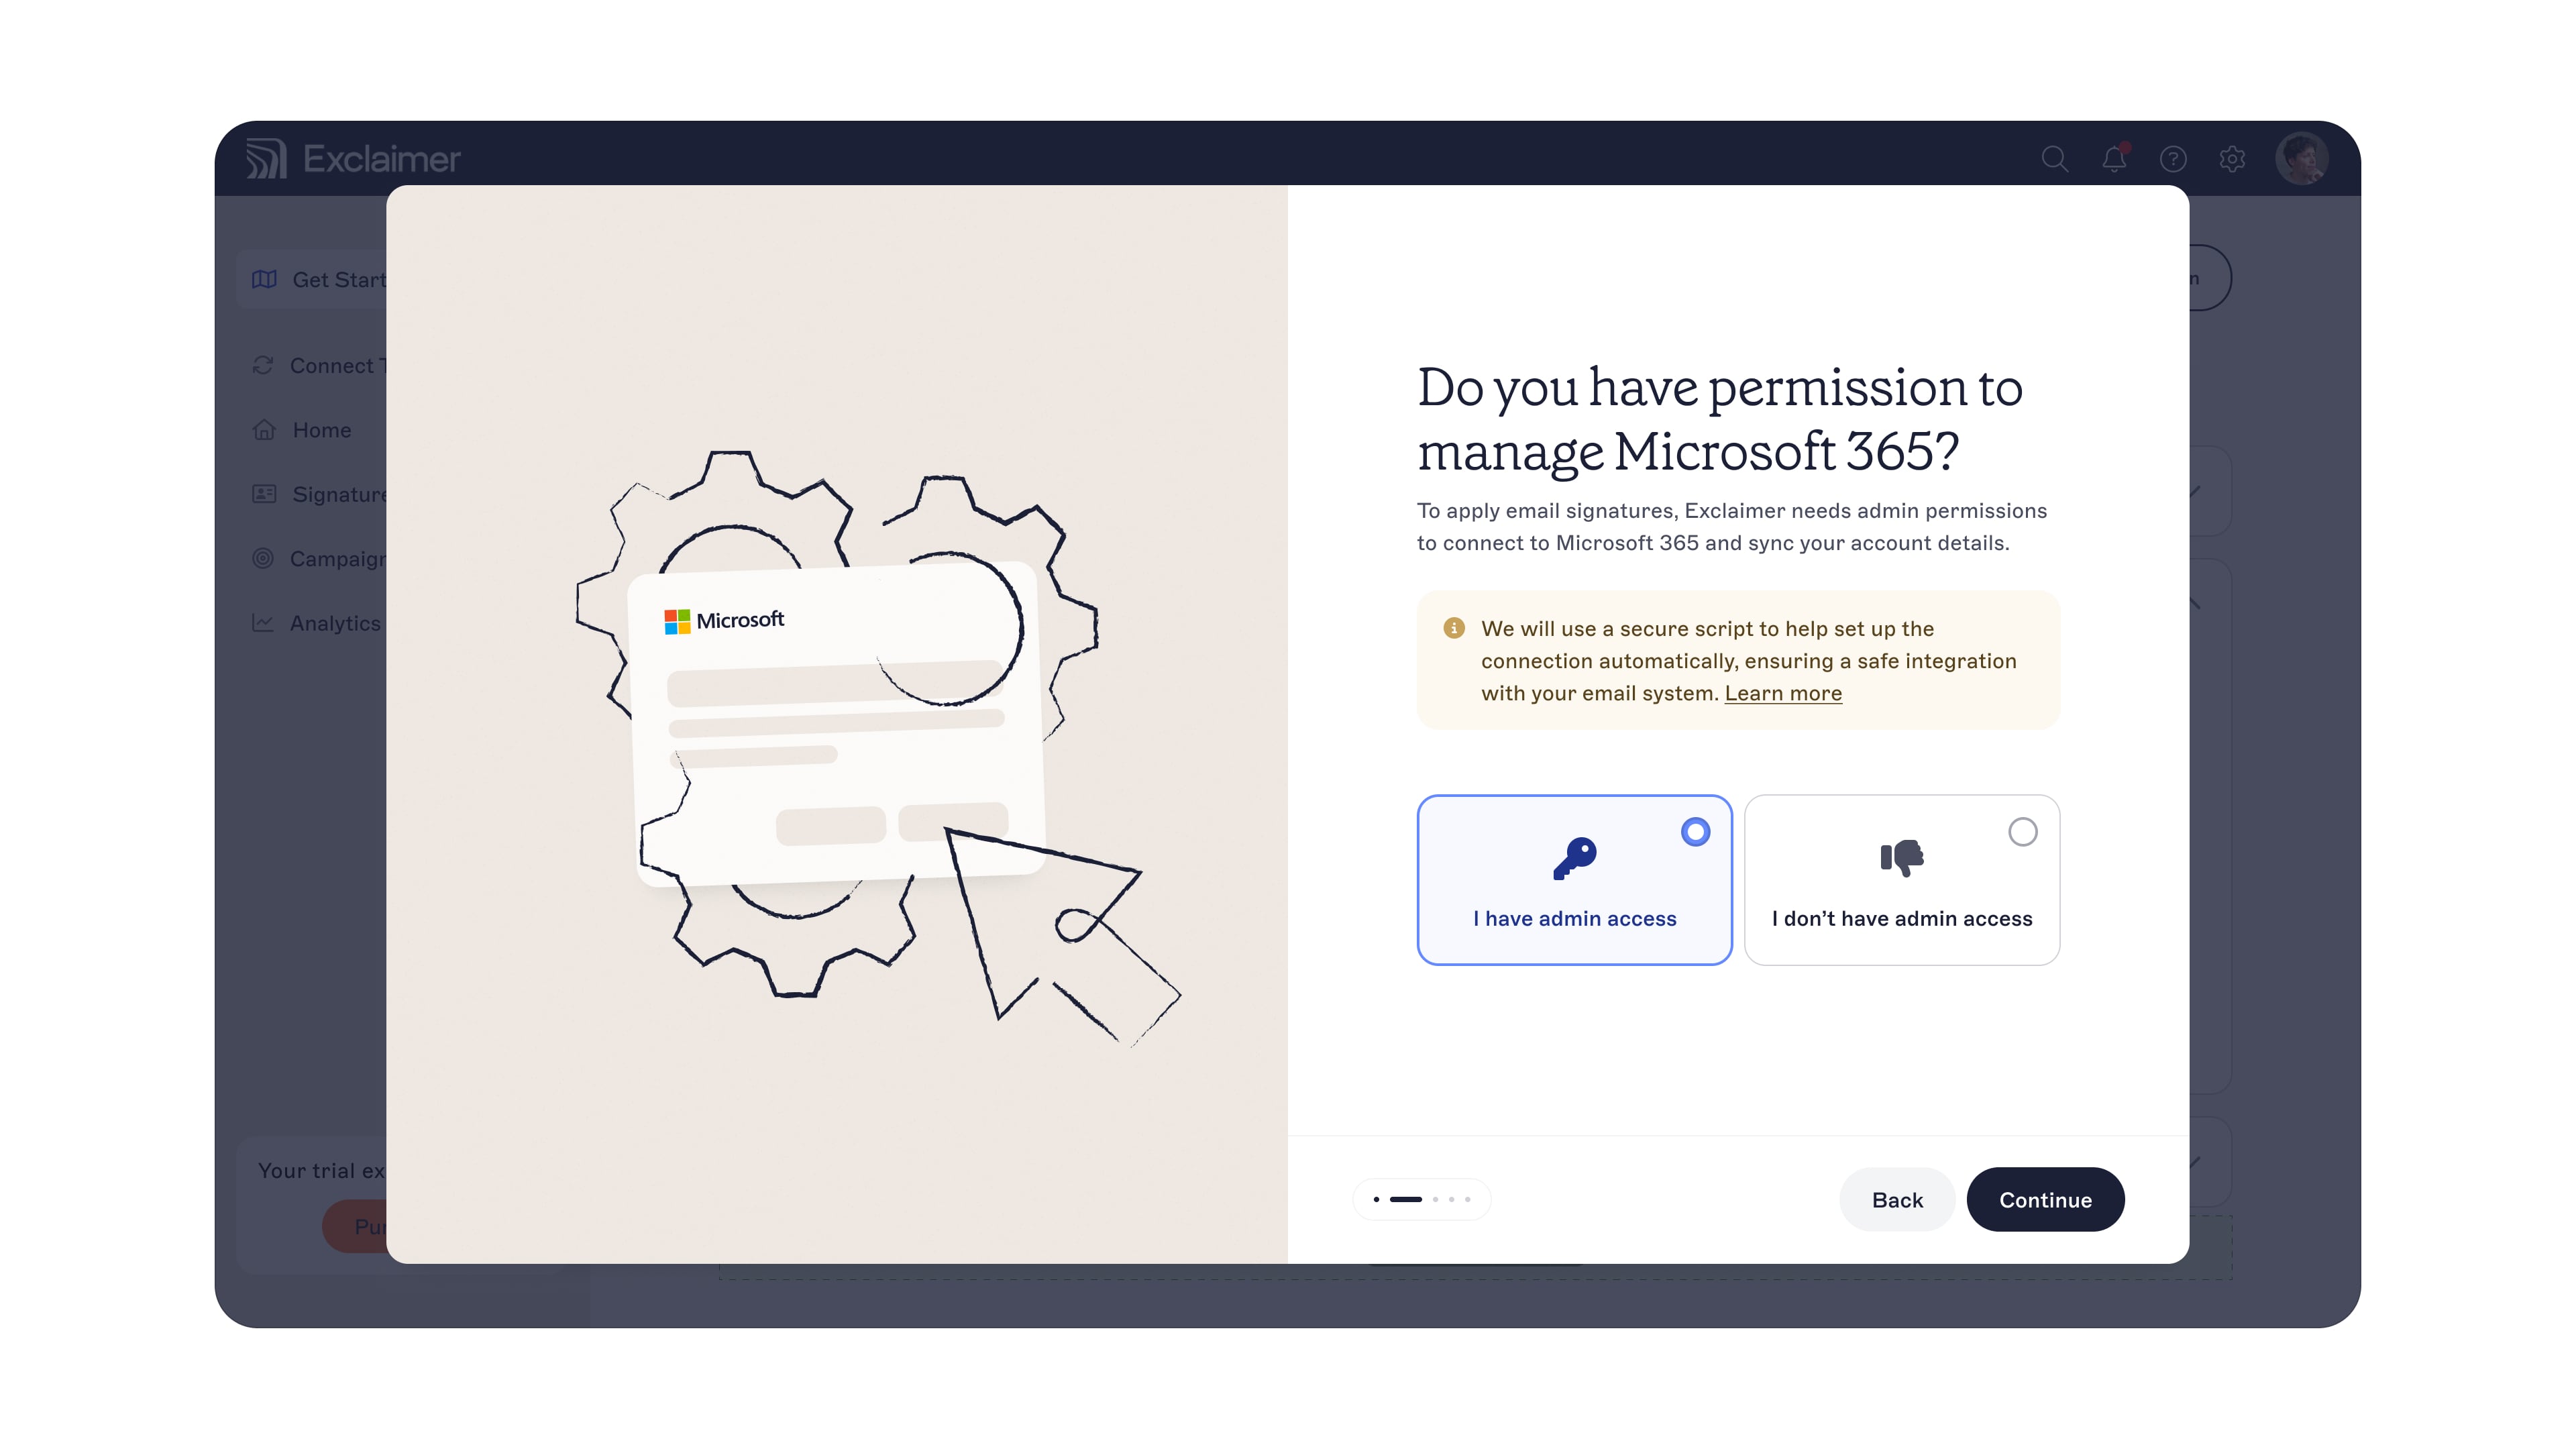 Exclaimer
Get Start
Connect T
Home
Signature
Campaign
Analytics
Your trial ex
Pur
n
Microsoft
Do you have permission to
manage Microsoft 365?
To apply email signatures, Exclaimer needs admin permissions
to connect to Microsoft 365 and sync your account details.
We will use a secure script to help set up the
connection automatically, ensuring a safe integration
with your email system. Learn more
I have admin access
I don’t have admin access
Back
Continue